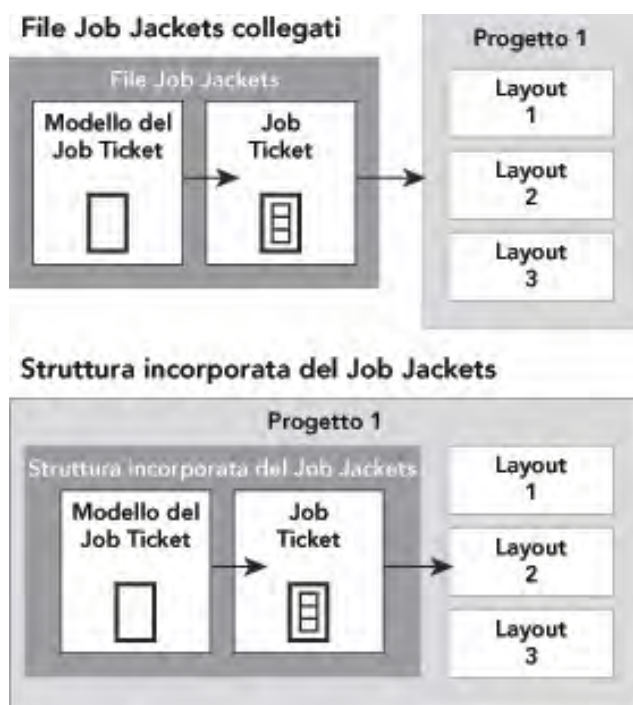 File Job Jackets collegati
Progetto 1
File Job Jackets
Modello del
Job Ticket
Job
Ticket
Layout
1
Layout
2
Layout
3
Struttura incorporata del Job Jackets
Progetto 1
Struttura incorporata del Job Jackets
Modello del
Job Ticket
Job
Ticket
Layout
1
Layout
2
Layout
3